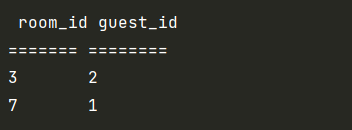 room_id guest_id
======= ========
3       2
7       1